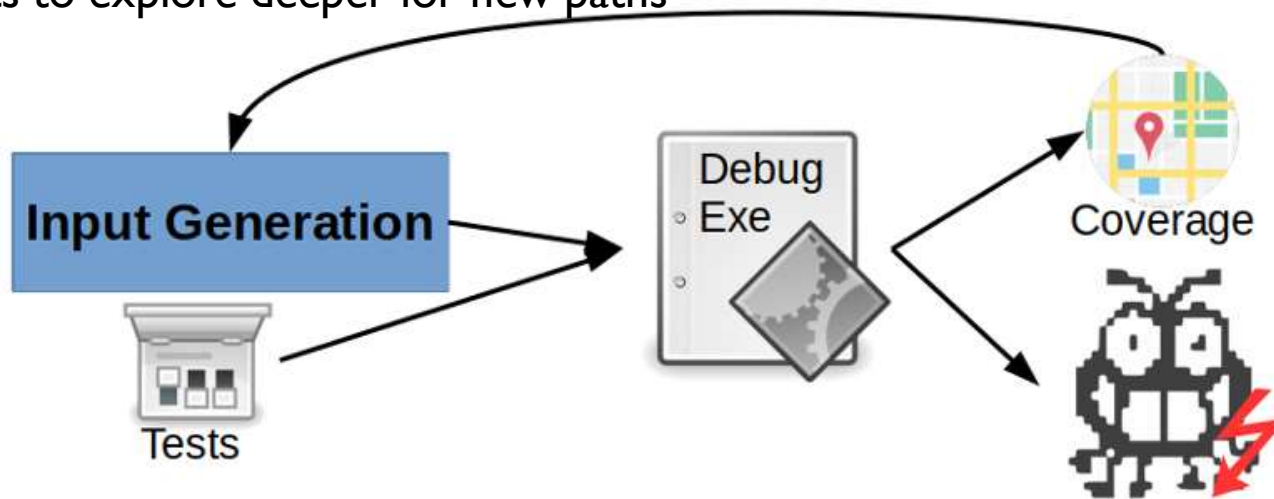 to explore deeper for new paths
Input Generation
Debug
Exe
Coverage
Tests